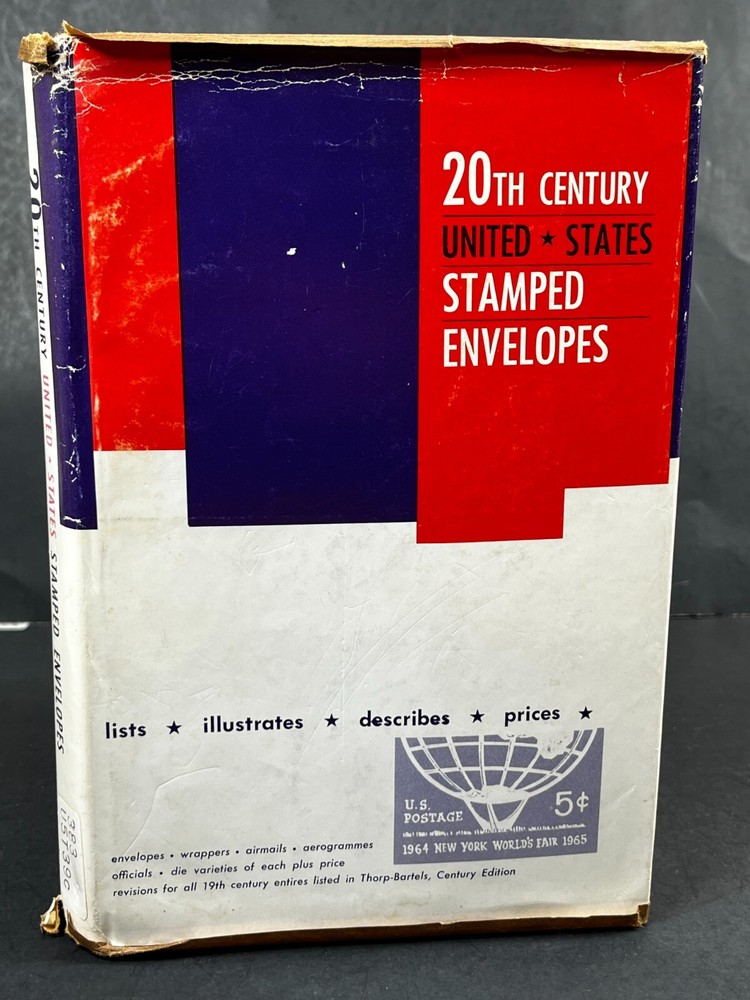 20TH CENTURY
UNITED ★ STATES
STAMPED
ENVELOPES
lists ★ illustrates ★ describes ★ prices ★
U.S.
POSTAGE
5¢
1964 NEW YORK WORLD'S FAIR 1965
envelopes • wrappers • airmails • aerogrammes
officials • die varieties of each plus price
revisions for all 19th century entires listed in Thorp-Bartels, Century Edition
20TH CENTURY UNITED ★ STATES STAMPED ENVELOPES
383
UST390